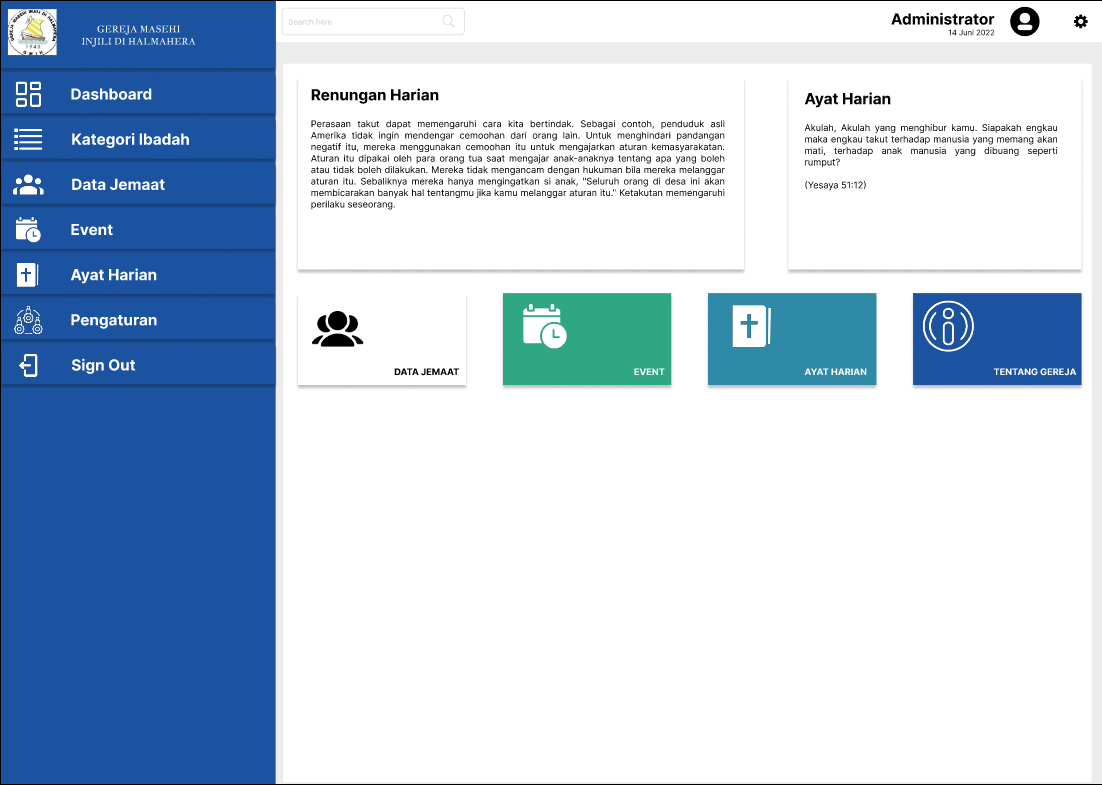 GEREJA MASEHI
INJILI DI HALMAHERA
Search here
Administrator
14 Juni 2022
Dashboard
Kategori Ibadah
Data Jemaat
Event
Ayat Harian
Pengaturan
Sign Out
Renungan Harian
Perasaan takut dapat memengaruhi cara kita bertindak. Sebagai contoh, penduduk asli
Amerika tidak ingin mendengar cemoohan dari orang lain. Untuk menghindari pandangan
negatif itu, mereka menggunakan cemoohan itu untuk mengajarkan aturan kemasyarakatan.
Aturan itu dipakai oleh para orang tua saat mengajar anak-anaknya tentang apa yang boleh
atau tidak boleh dilakukan. Mereka tidak mengancam dengan hukuman bila mereka melanggar
aturan itu. Sebaliknya mereka hanya mengingatkan si anak, "Seluruh orang di desa ini akan
membicarakan banyak hal tentangmu jika kamu melanggar aturan itu." Ketakutan memengaruhi
perilaku seseorang.
Ayat Harian
Akulah, Akulah yang menghibur kamu. Siapakah engkau
maka engkau takut terhadap manusia yang memang akan
mati, terhadap anak manusia yang dibuang seperti
rumput?
(Yesaya 51:12)
DATA JEMAAT
EVENT
AYAT HARIAN
TENTANG GEREJA